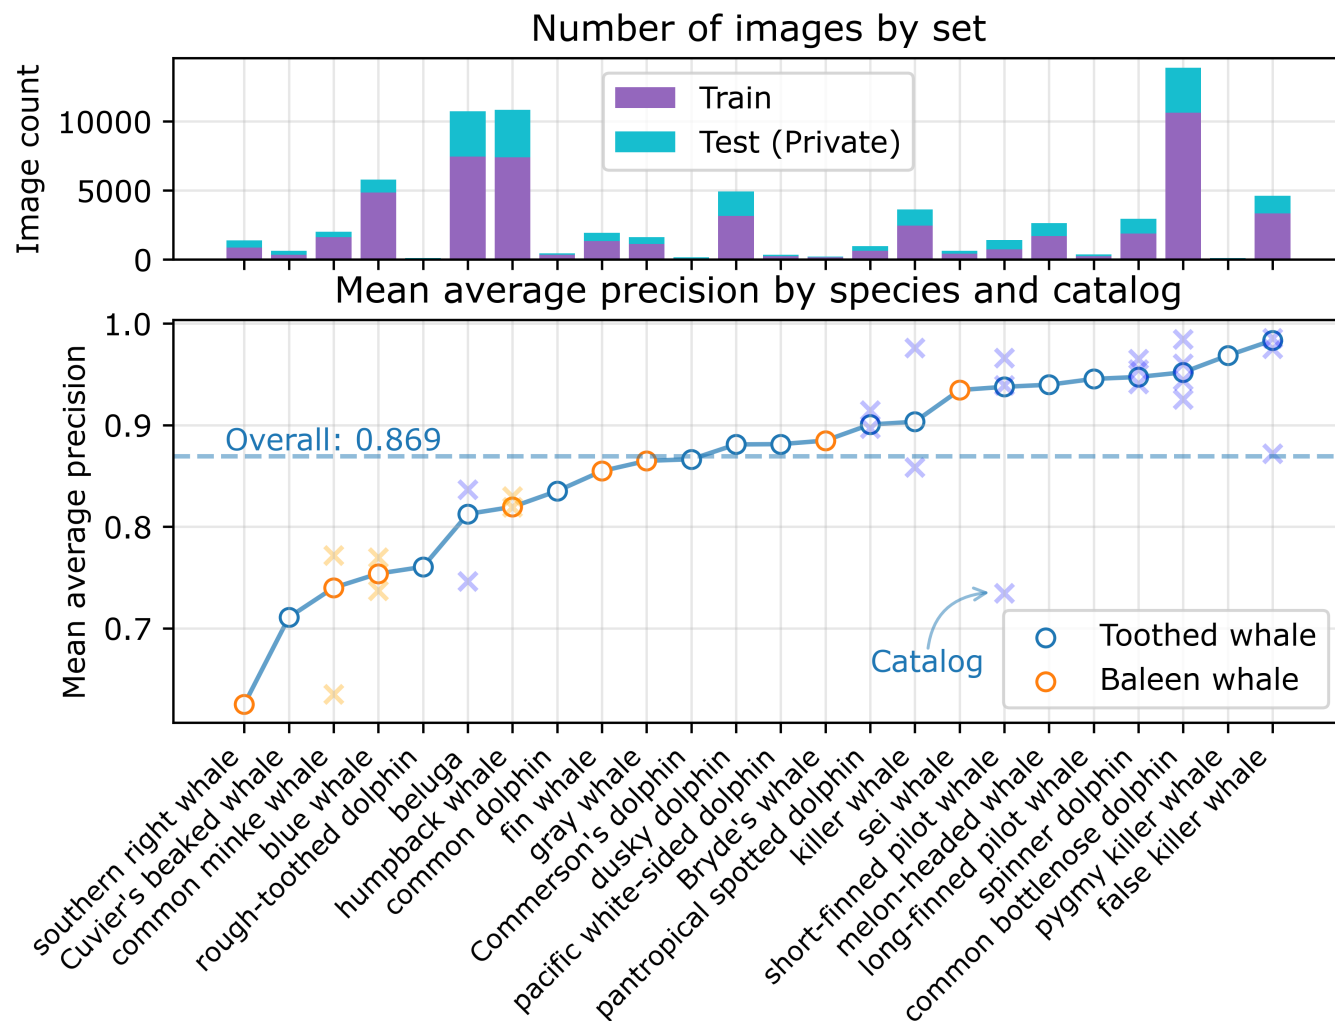 Number of images by set
Image count
10000
5000
0
Train
Test (Private)
Mean average precision by species and catalog
Mean average precision
1.0
0.9
0.8
0.7
Overall: 0.869
Catalog
Toothed whale
Baleen whale
southern right whale
Cuvier's beaked whale
common minke whale
blue whale
rough-toothed dolphin
beluga
humpback whale
common dolphin
fin whale
gray whale
Commerson's dolphin
dusky dolphin
pacific white-sided dolphin
Bryde's whale
pantropical spotted dolphin
killer whale
sei whale
short-finned pilot whale
melon-headed whale
long-finned pilot whale
spinner dolphin
common bottlenose dolphin
pygmy killer whale
false killer whale